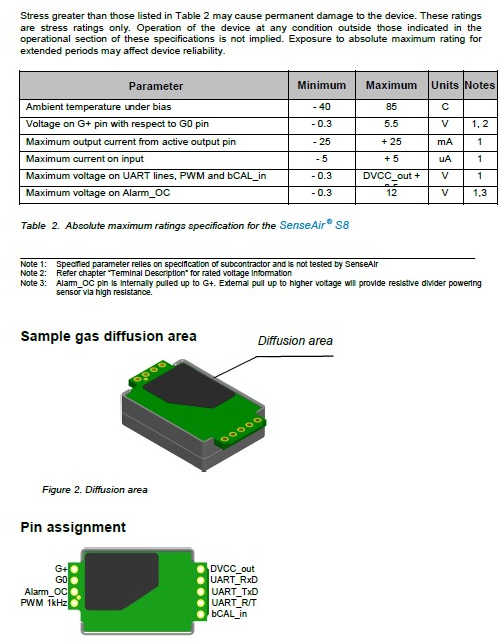 Stress greater than those listed in Table 2 may cause permanent damage to the device. These ratings
are stress ratings only. Operation of the device at any condition outside those indicated in the
operational section of these specifications is not implied. Exposure to absolute maximum rating for
extended periods may affect device reliability.
Parameter Minimum Maximum Units Notes
Ambient temperature under bias - 40 85 C
Voltage on G+ pin with respect to G0 pin - 0.3 5.5 V 1, 2
Maximum output current from active output pin - 25 + 25 mA 1
Maximum current on input - 5 + 5 uA 1
Maximum voltage on UART lines, PWM and bCAL_in - 0.3 DVCC_out + V 1
Maximum voltage on Alarm_OC - 0.3 12 V 1,3
Table 2. Absolute maximum ratings specification for the SenseAir® S8
Note 1: Specified parameter relies on specification of subcontractor and is not tested by SenseAir
Note 2: Refer chapter "Terminal Description" for rated voltage information
Note 3: Alarm_OC pin is internally pulled up to G+. External pull up to higher voltage will provide resistive divider powering
sensor via high resistance.
Sample gas diffusion area
Diffusion area
Figure 2. Diffusion area
Pin assignment
G+ DVCC_out
G0 UART_RxD
Alarm_OC UART_TxD
PWM 1kHz UART_R/T
bCAL_in